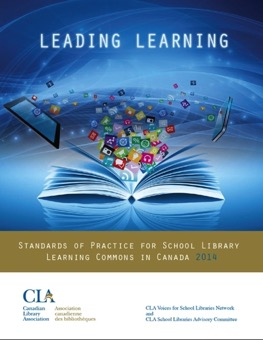 LEADING LEARNING
STANDARDS OF PRACTICE FOR SCHOOL LIBRARY
LEARNING COMMONS IN CANADA 2014
CLA
Canadian
Library
Association
Association
canadienne
des bibliothèques
CLA Voices for School Libraries Network
and
CLA School Libraries Advisory Committee